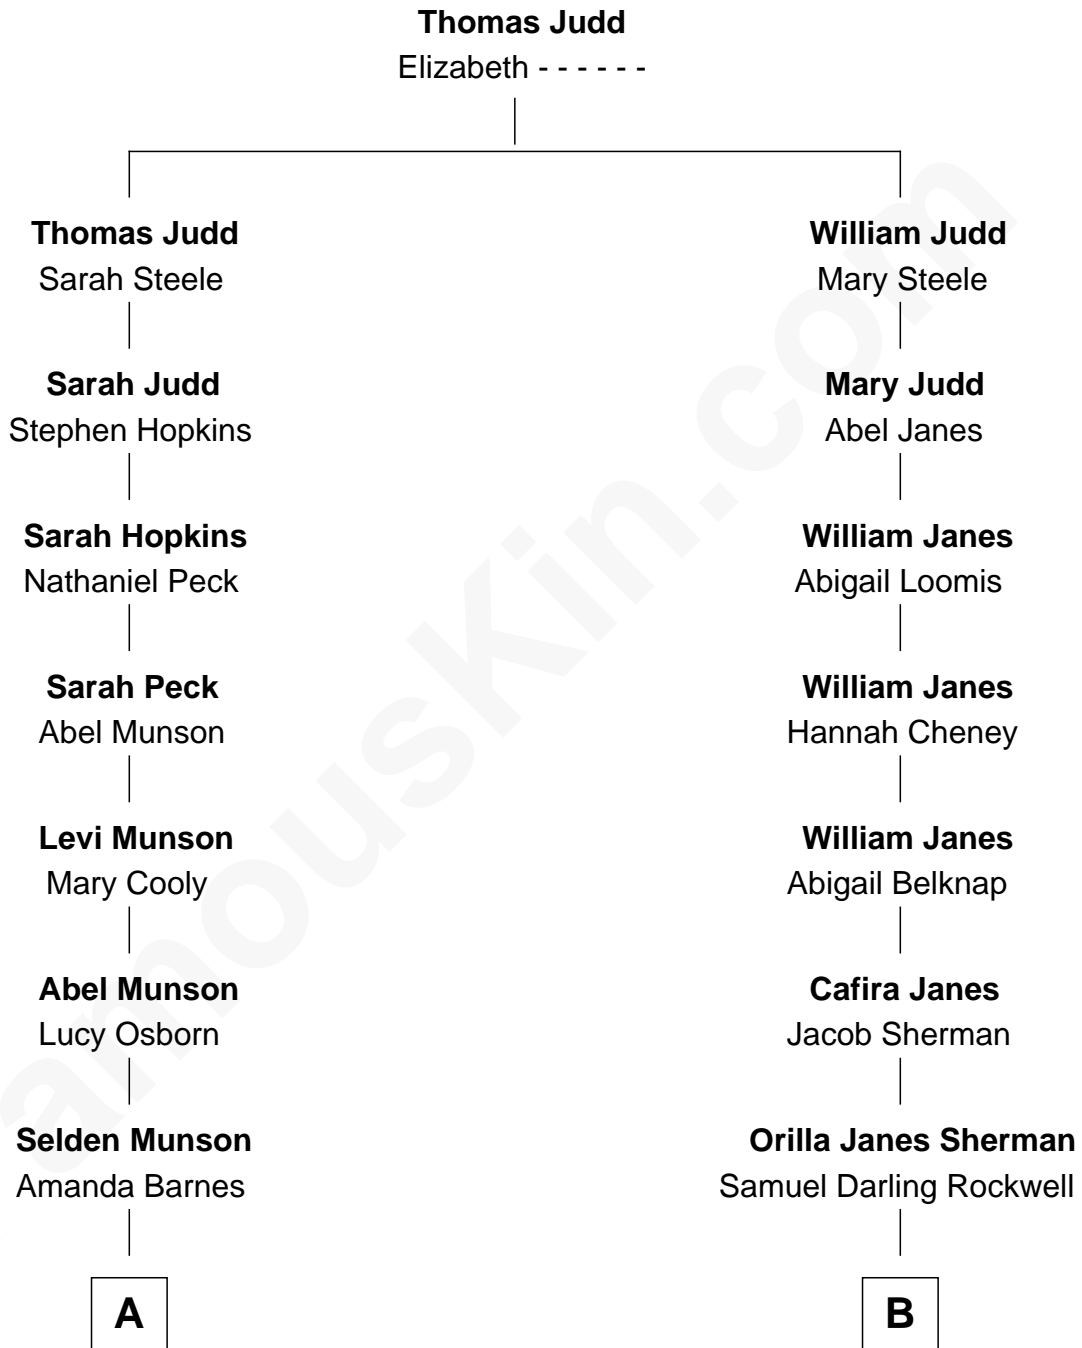 Thomas Judd
Elizabeth - - - - - -
Thomas Judd
Sarah Steele
William Judd
Mary Steele
Sarah Judd
Stephen Hopkins
Mary Judd
Abel Janes
Sarah Hopkins
Nathaniel Peck
William Janes
Abigail Loomis
Sarah Peck
Abel Munson
William Janes
Hannah Cheney
Levi Munson
Mary Cooly
William Janes
Abigail Belknap
Abel Munson
Lucy Osborn
Cafira Janes
Jacob Sherman
Selden Munson
Amanda Barnes
Orilla Janes Sherman
Samuel Darling Rockwell
A
B
amouskin.com